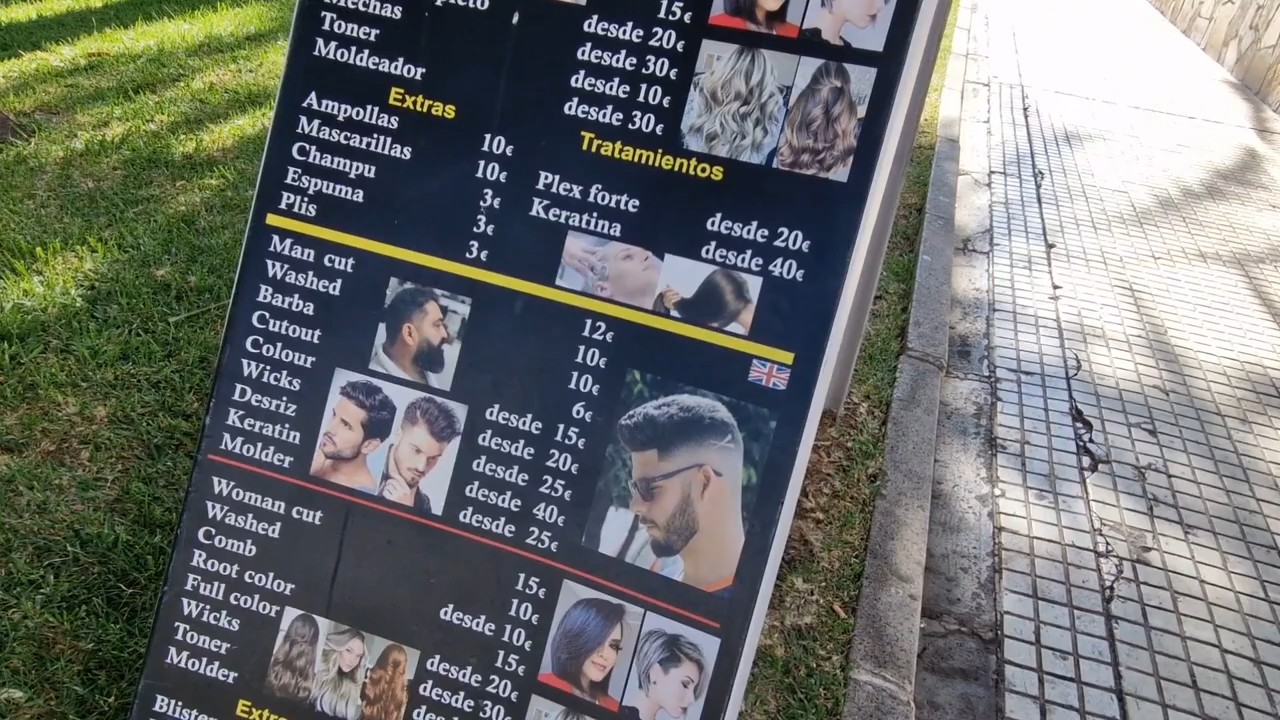 Mechas
15€
Toner
desde 20€
Moldeador
desde 30€
desde 10€
desde 30€
Extras
Ampollas 10€
Mascarillas 10€
Champu 3€
Espuma 3€
Plis 3€
Tratamientos
Plex forte desde 20€
Keratina desde 40€
Man cut 12€
Washed 10€
Barba 10€
Cutout 6€
Colour desde 15€
Wicks desde 20€
Desriz desde 25€
Keratin desde 40€
Molder desde 25€
Woman cut 15€
Washed 10€
Comb desde 10€
Root color 15€
Full color desde 20€
Wicks desde 30€
Toner
Molder